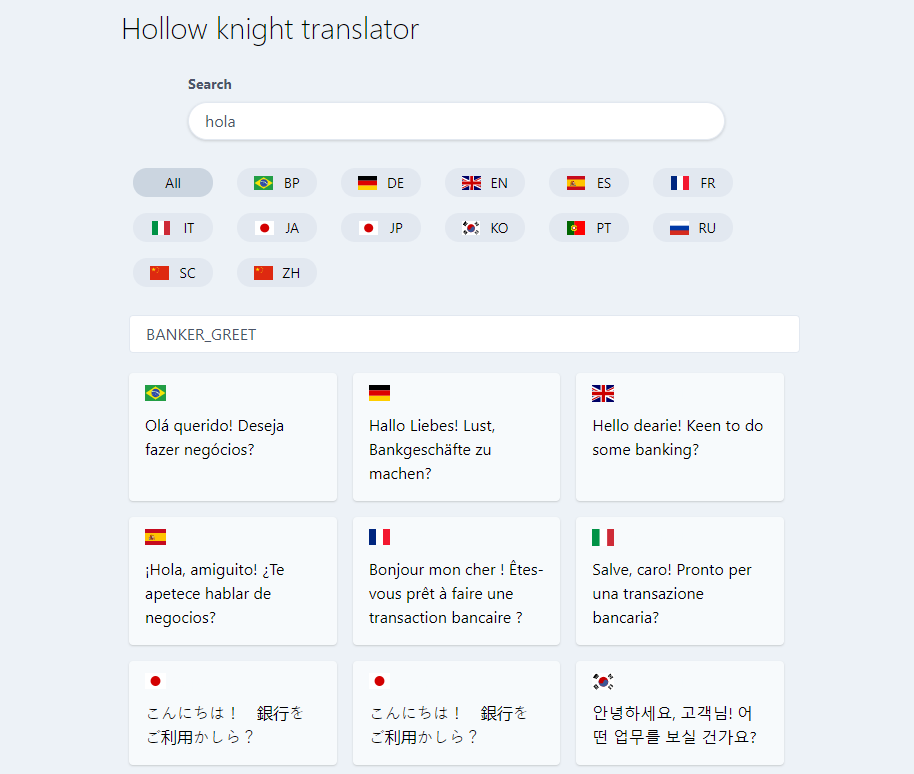 Hollow knight translator
Search
hola
All
BP
DE
EN
ES
FR
IT
JA
JP
KO
PT
RU
SC
ZH
BANKER_GREET
Olá querido! Deseja
fazer negócios?
Hallo Liebes! Lust,
Bankgeschäfte zu
machen?
Hello dearie! Keen to do
some banking?
¡Hola, amiguito! ¿Te
apetece hablar de
negocios?
Bonjour mon cher ! Êtes-
vous prêt à faire une
transaction bancaire ?
Salve, caro! Pronto per
una transazione
bancaria?
こんにちは！　銀行を
ご利用かしら？
こんにちは！　銀行を
ご利用かしら？
안녕하세요, 고객님! 어
떤 업무를 보실 건가요?